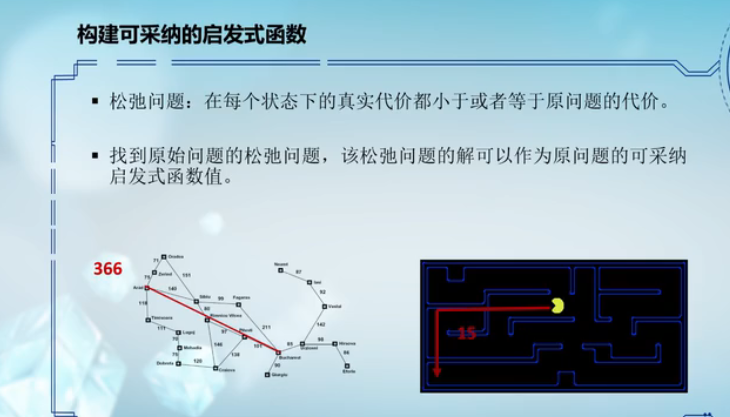 构建可采纳的启发式函数
▪ 松弛问题：在每个状态下的真实代价都小于或者等于原问题的代价。
▪ 找到原始问题的松弛问题，该松弛问题的解可以作为原问题的可采纳
启发式函数值。
366
Oradea
71
Neamt
Zerind
87
151
75
Iasi
Arad
140
92
Sibiu
99
Fagaras
118
80
Vaslui
Timisoara
Rimnicu Vilcea
111
Lugoj
97
Pitesti
211
142
70
Mehadia
146
101
85
98
Hirsova
75
138
Bucharest
86
Dobreta
120
90
Craiova
Giurgiu
Eforie
15